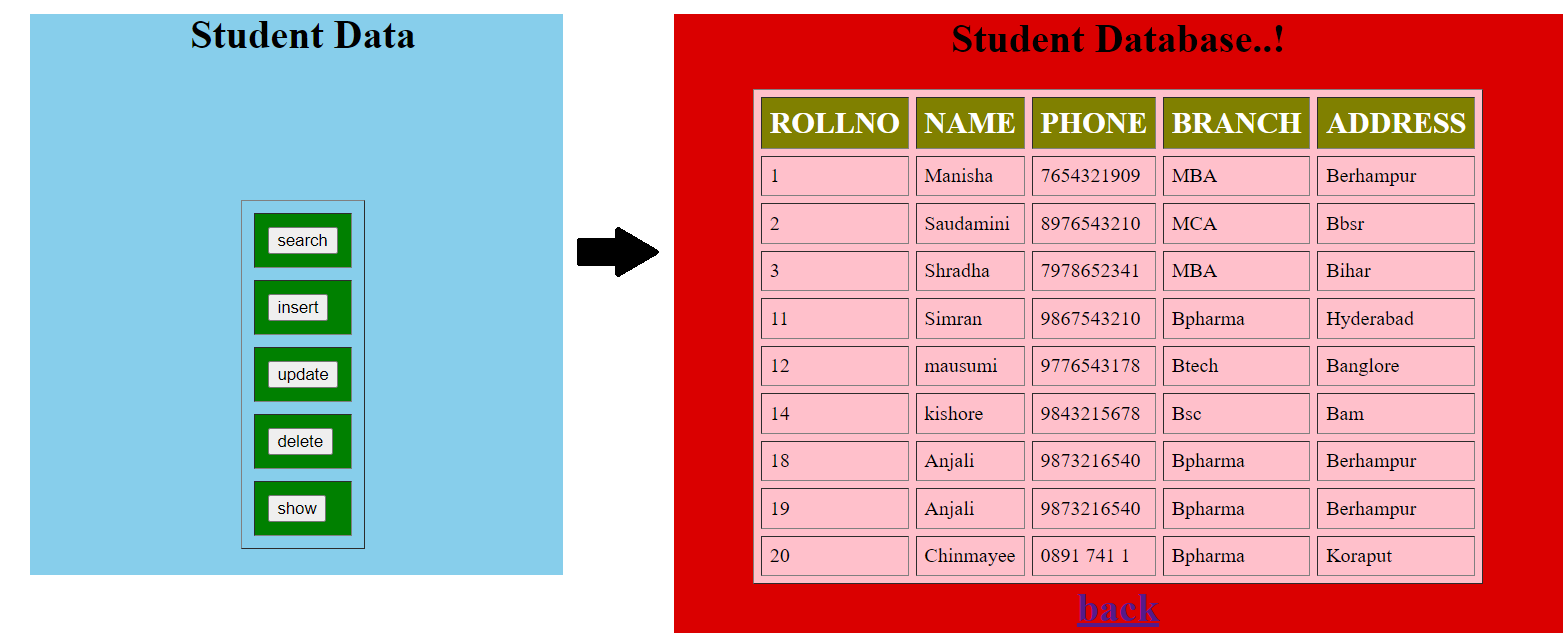 Student Data
search
insert
update
delete
show
Student Database..!
ROLLNO NAME PHONE BRANCH ADDRESS
1 Manisha 7654321909 MBA Berhampur
2 Saudamini 8976543210 MCA Bbsr
3 Shradha 7978652341 MBA Bihar
11 Simran 9867543210 Bpharma Hyderabad
12 mausumi 9776543178 Btech Banglore
14 kishore 9843215678 Bsc Bam
18 Anjali 9873216540 Bpharma Berhampur
19 Anjali 9873216540 Bpharma Berhampur
20 Chinmayee 0891 741 1 Bpharma Koraput
back